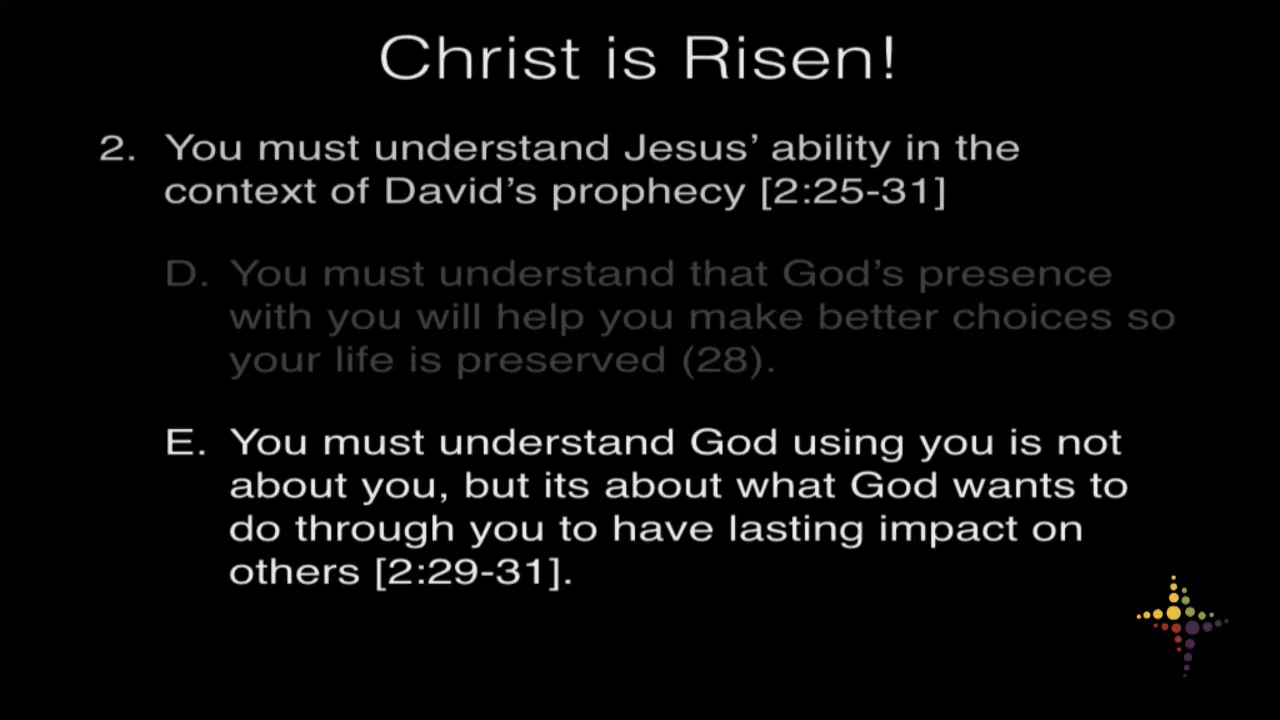 Christ is Risen!
2. You must understand Jesus’ ability in the
context of David’s prophecy [2:25-31]
D. You must understand that God’s presence
with you will help you make better choices so
your life is preserved (28).
E. You must understand God using you is not
about you, but its about what God wants to
do through you to have lasting impact on
others [2:29-31].